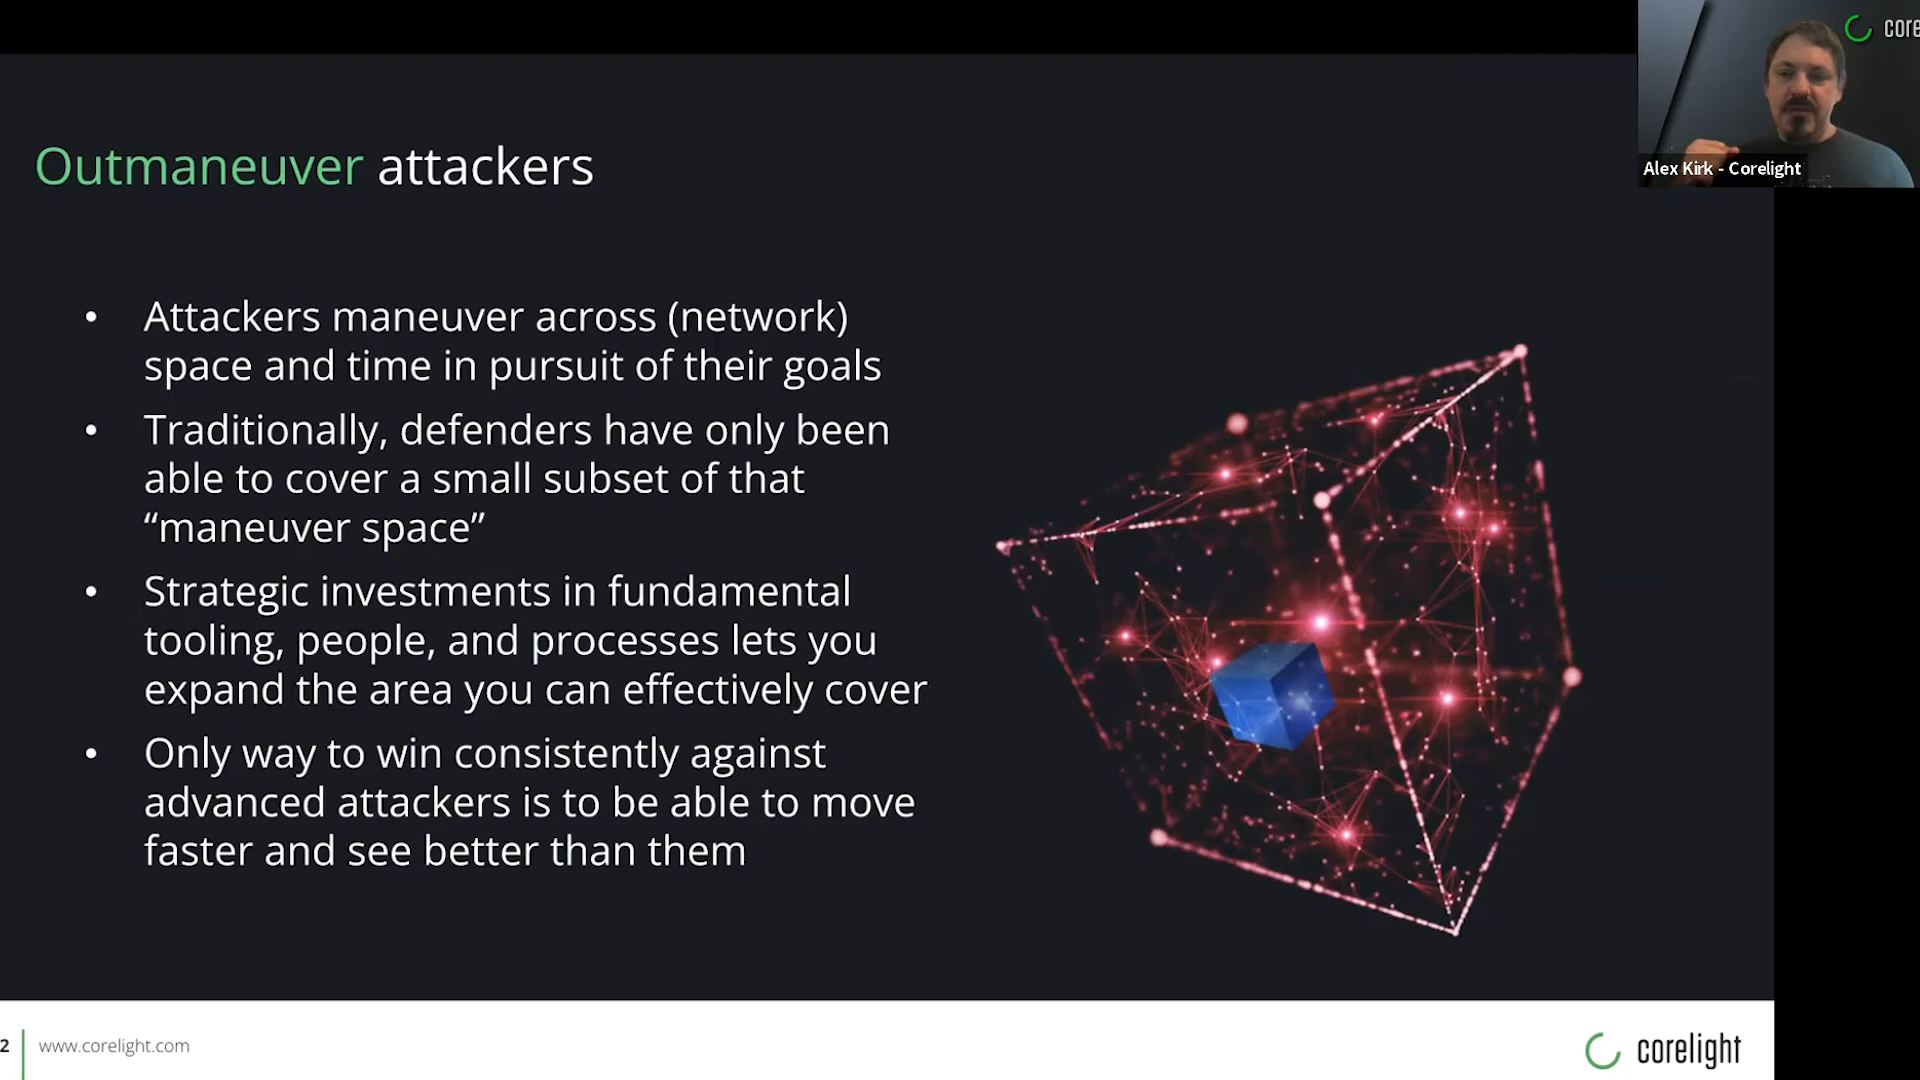 core
Alex Kirk - Corelight
Outmaneuver attackers
• Attackers maneuver across (network)
space and time in pursuit of their goals
• Traditionally, defenders have only been
able to cover a small subset of that
“maneuver space”
• Strategic investments in fundamental
tooling, people, and processes lets you
expand the area you can effectively cover
• Only way to win consistently against
advanced attackers is to be able to move
faster and see better than them
2
www.corelight.com
corelight